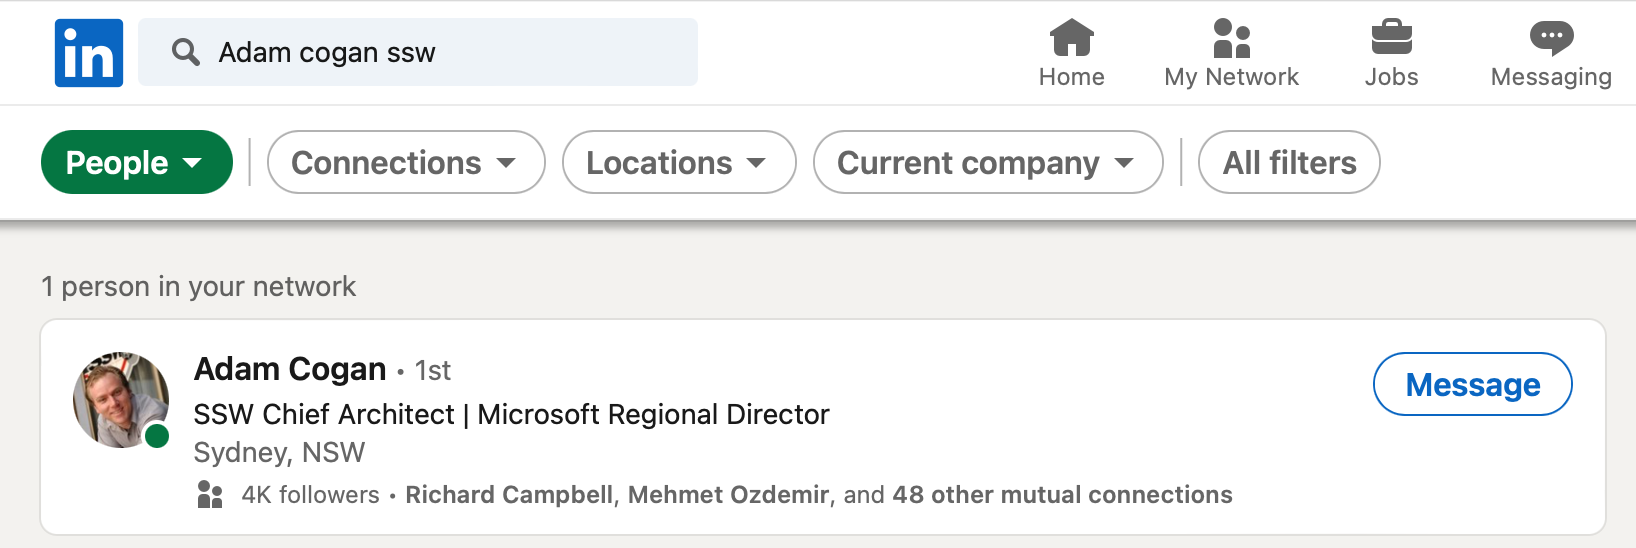 in
Adam cogan ssw
Home
My Network
Jobs
Messaging
People
Connections
Locations
Current company
All filters
1 person in your network
Adam Cogan • 1st
SSW Chief Architect | Microsoft Regional Director
Sydney, NSW
4K followers • Richard Campbell, Mehmet Ozdemir, and 48 other mutual connections
Message